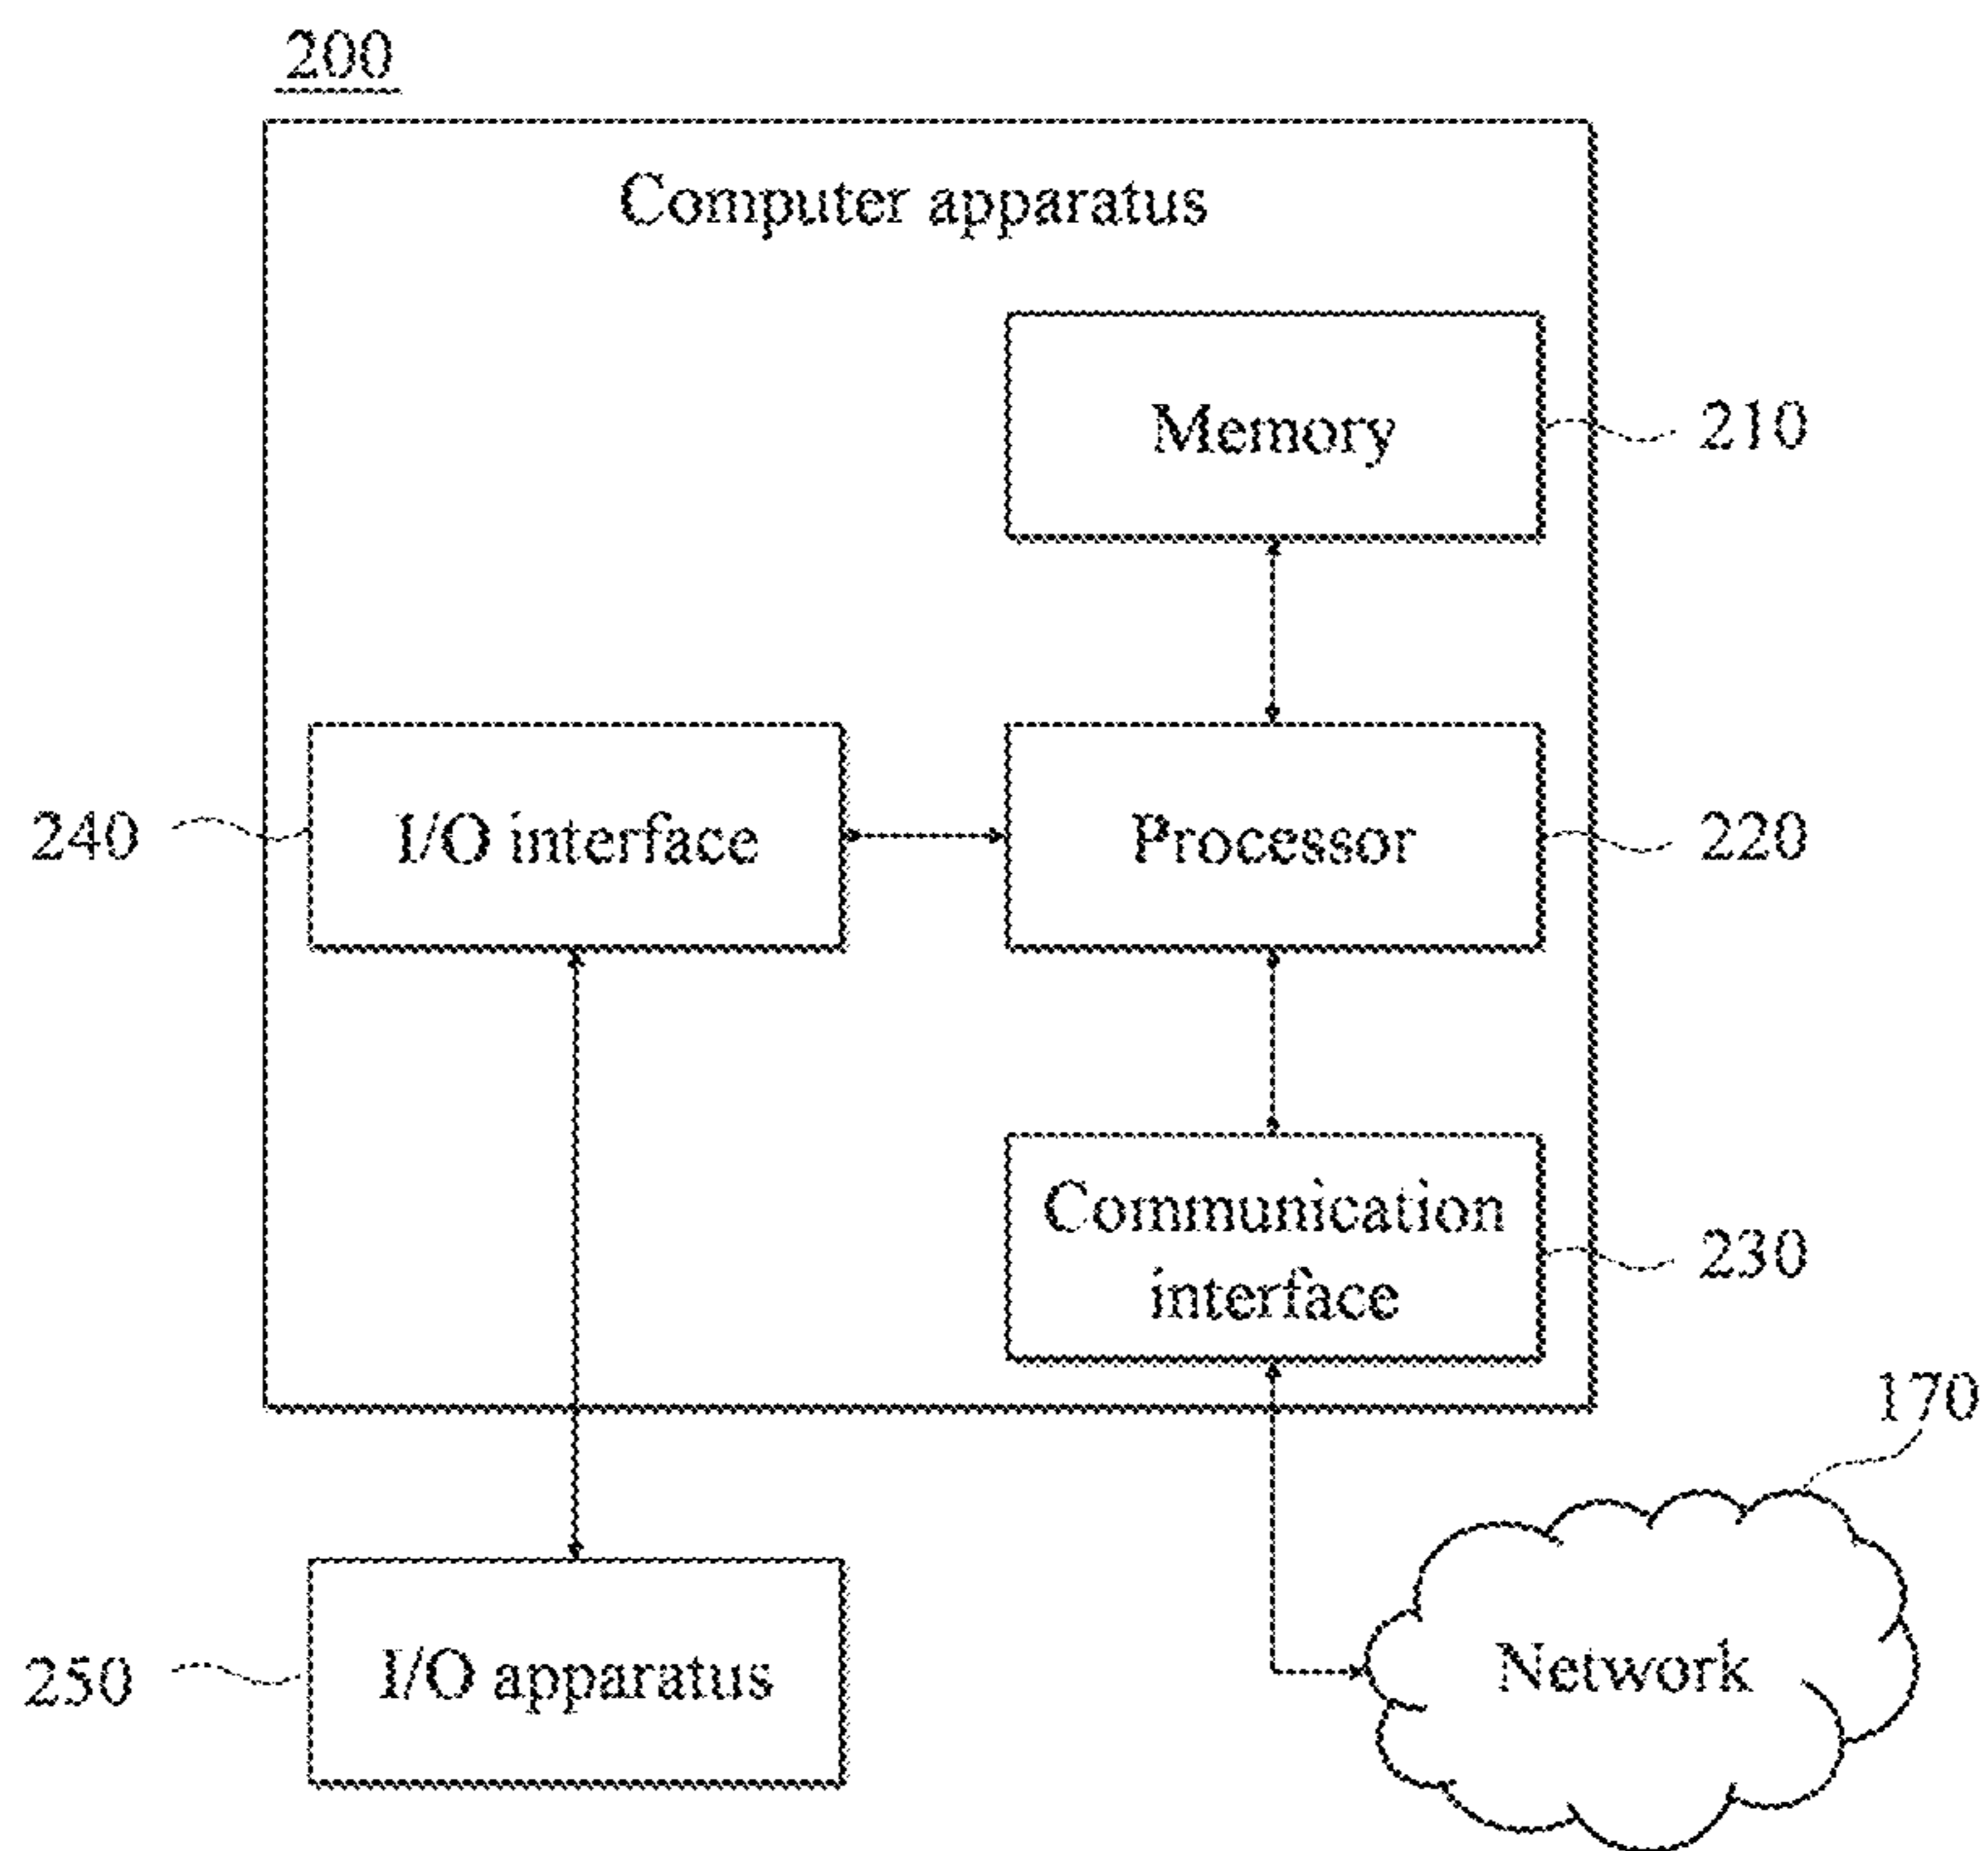 200
Computer apparatus
Memory
210
240
I/O interface
Processor
220
Communication
interface
230
170
250
I/O apparatus
Network